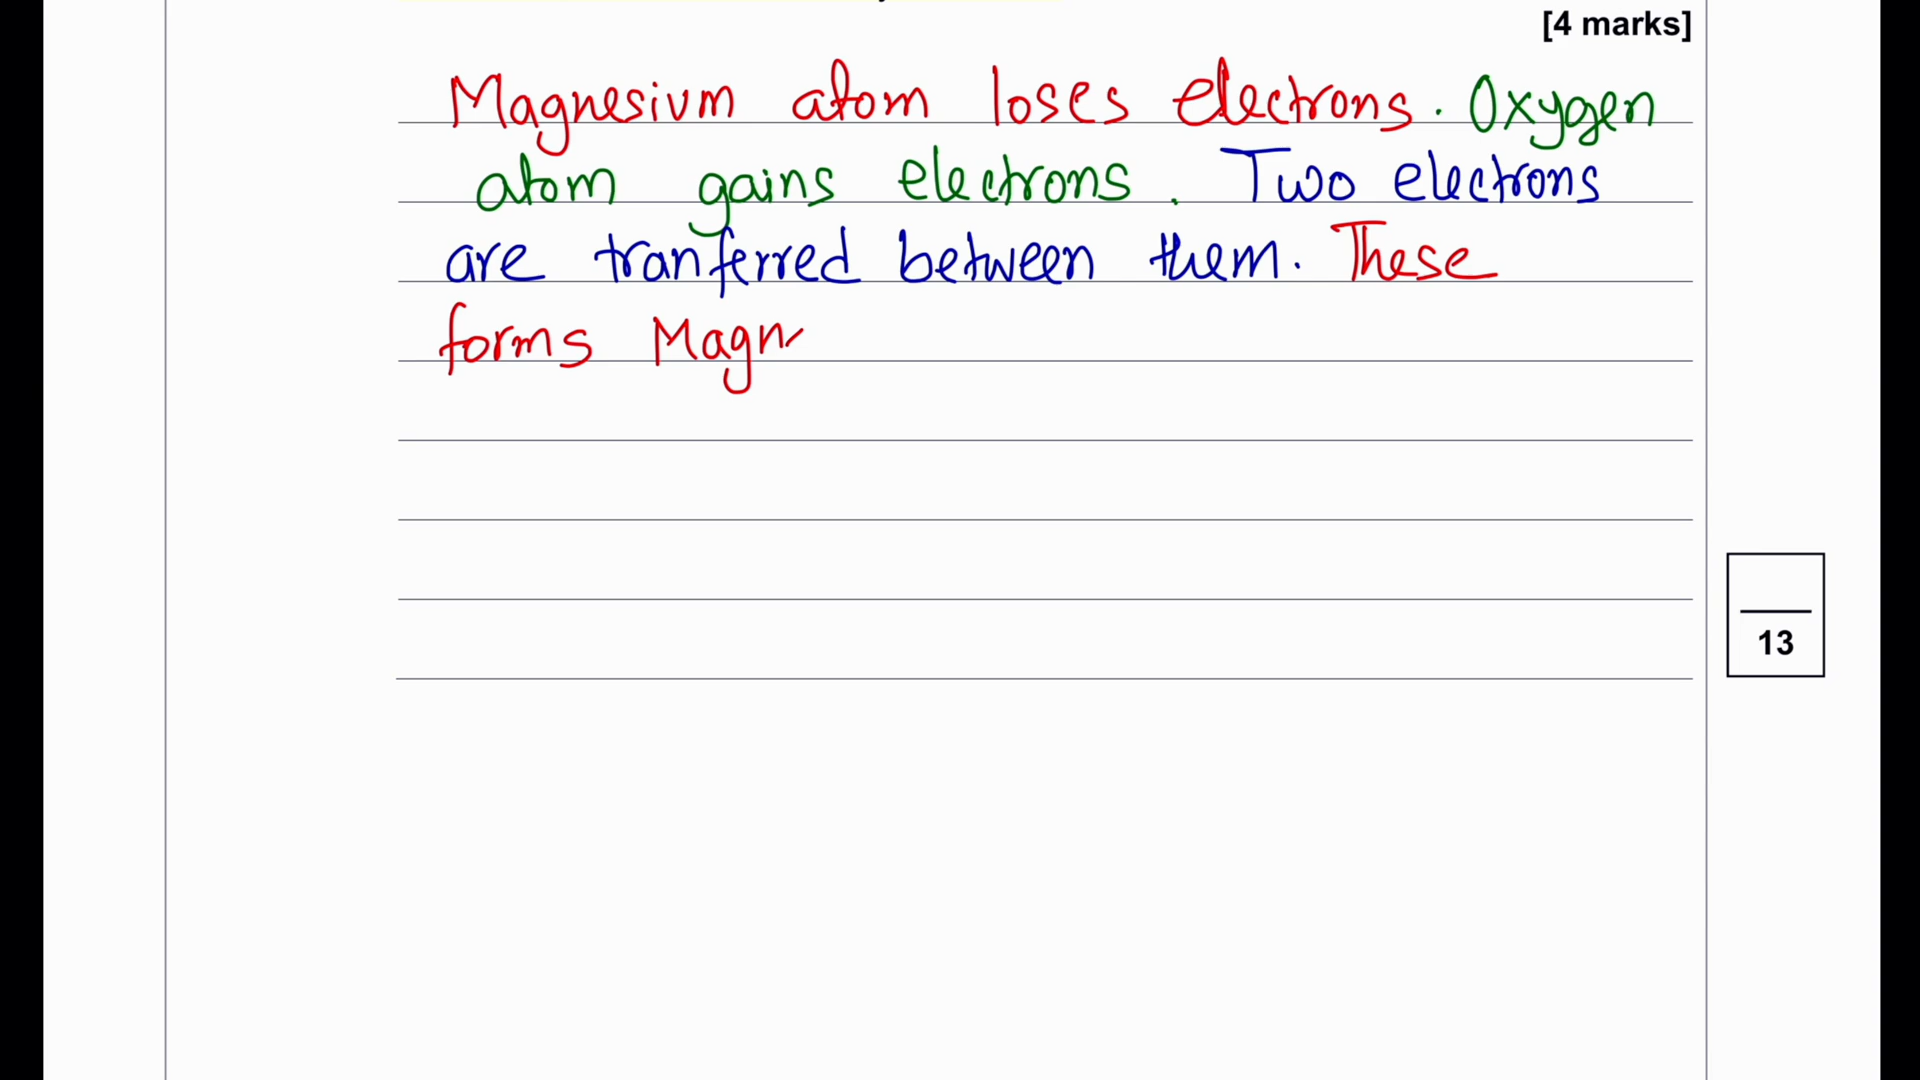 [4 marks]
Magnesium atom loses electrons. Oxygen
atom gains electrons. Two electrons
are tranferred between them. These
forms Magn
13